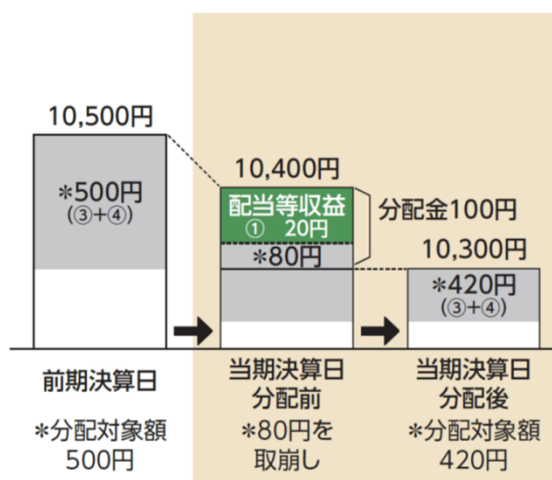 10,500円
*500円
(③+④)
10,400円
配当等収益
① 20円
*80円
分配金100円
10,300円
*420円
(③+④)
前期決算日
*分配対象額
500円
当期決算日
分配前
*80円を
取崩し
当期決算日
分配後
*分配対象額
420円